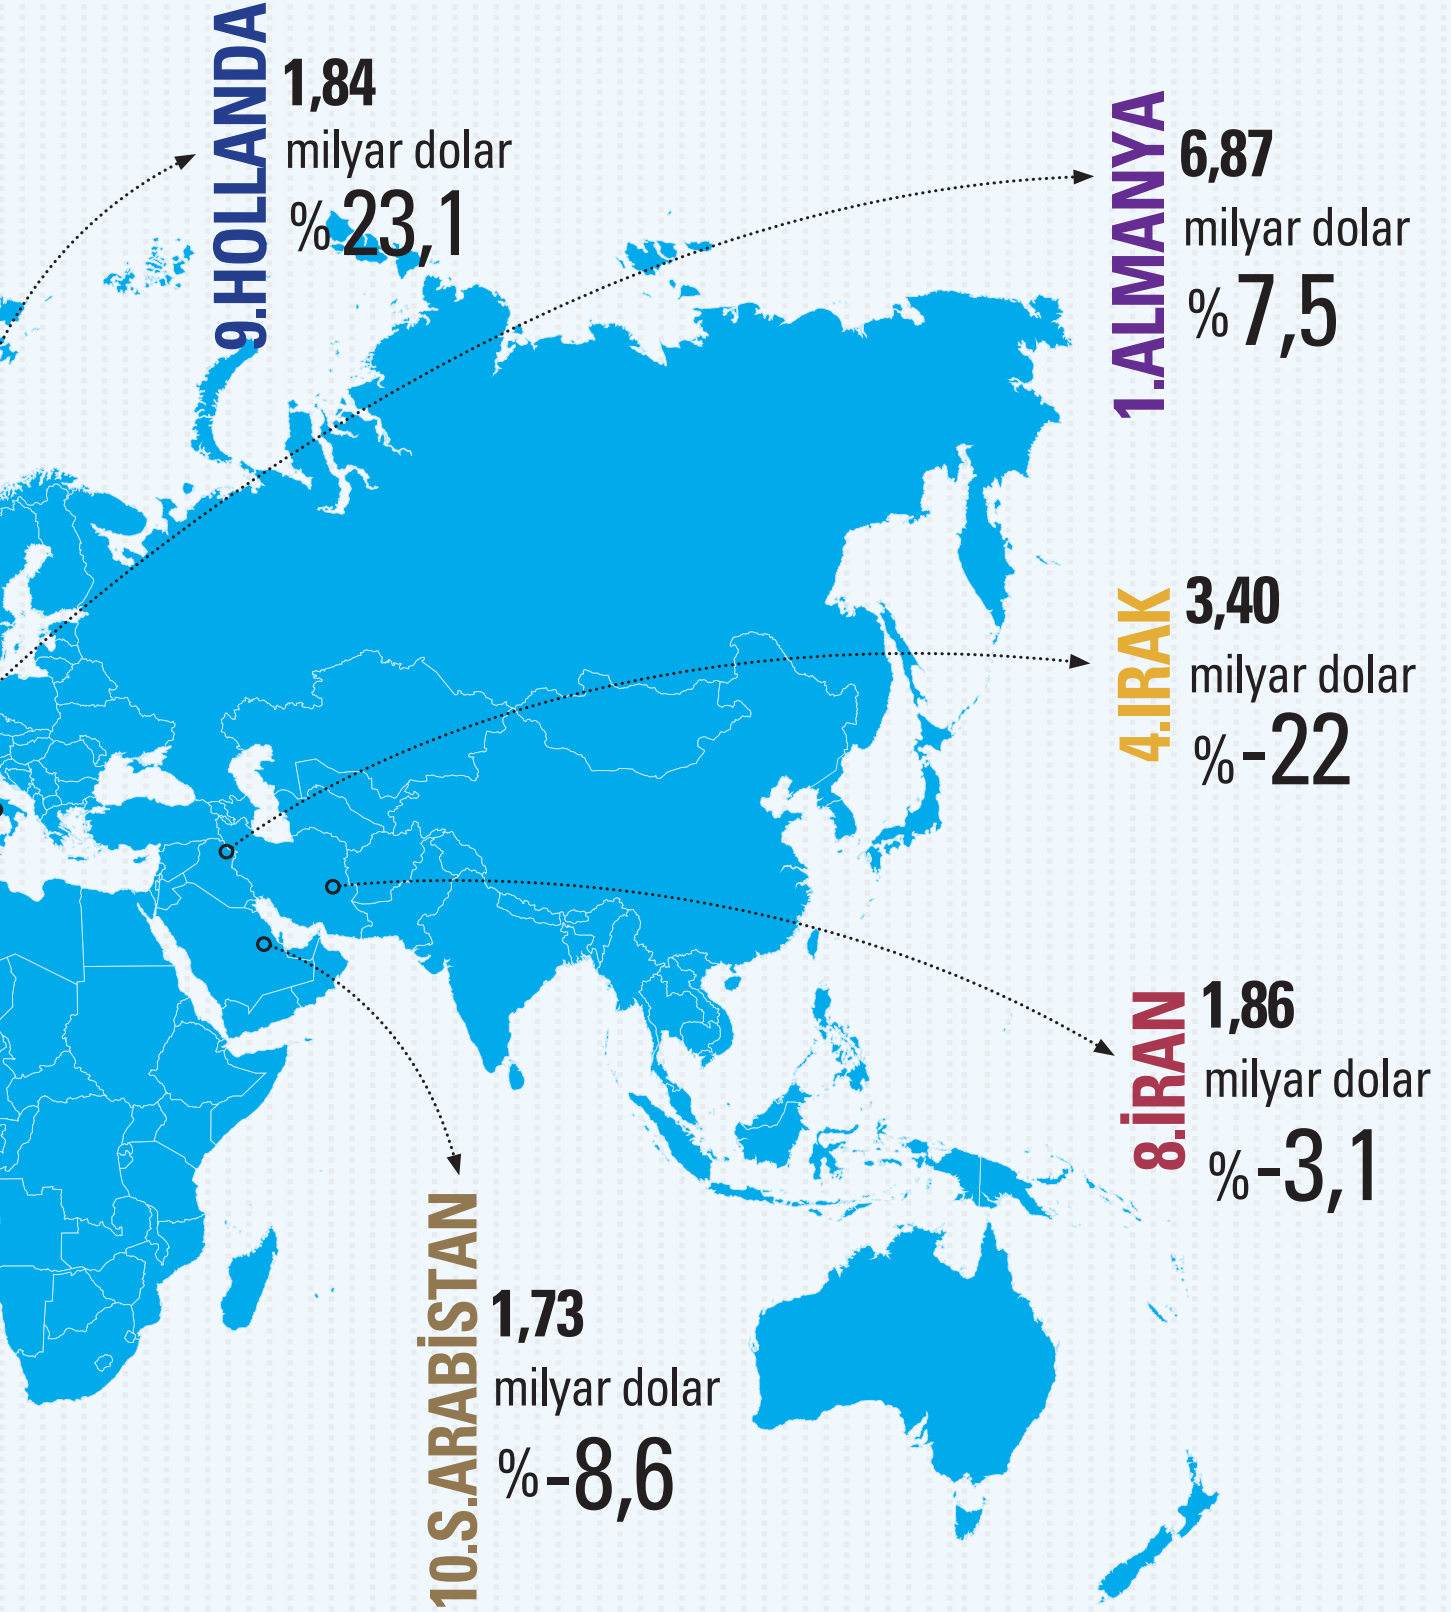 9.HOLLANDA
1,84
milyar dolar
%23,1
1.ALMANYA
6,87
milyar dolar
%7,5
4.IRAK
3,40
milyar dolar
%-22
8.İRAN
1,86
milyar dolar
%-3,1
10.S.ARABİSTAN
1,73
milyar dolar
%-8,6